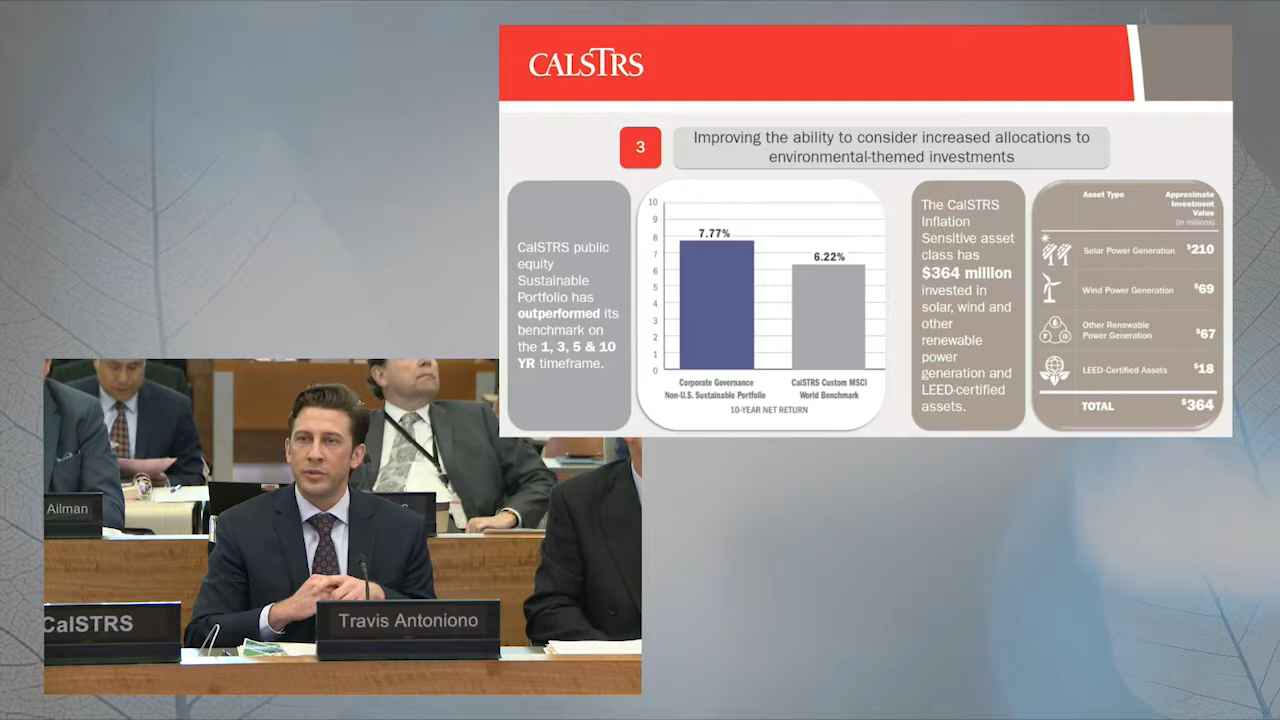 CALSTRS
3
Improving the ability to consider increased allocations to
environmental-themed investments
CalSTRS public
equity
Sustainable
Portfolio has
outperformed its
benchmark on
the 1, 3, 5 & 10
YR timeframe.
10
9
8
7
6
5
4
3
2
1
0
7.77%
6.22%
Corporate Governance
Non-U.S. Sustainable Portfolio
CalSTRS Custom MSCI
World Benchmark
10-YEAR NET RETURN
The CalSTRS
Inflation
Sensitive asset
class has
$364 million
invested in
solar, wind and
other
renewable
power
generation and
LEED-certified
assets.
Asset Type
Approximate
Investment
Value
(in millions)
Solar Power Generation $210
Wind Power Generation $69
Other Renewable
Power Generation $67
LEED-Certified Assets $18
TOTAL $364
Ailman
CalSTRS
Travis Antoniono